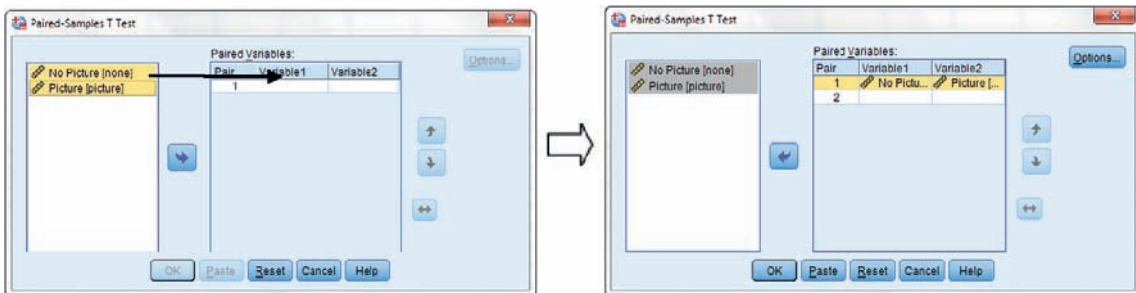 Paired-Samples T Test
Paired Variables:
No Picture [none]
Picture [picture]
Pair Variable1 Variable2
1
Options...
OK Paste Reset Cancel Help
Paired-Samples T Test
Paired Variables:
No Picture [none]
Picture [picture]
Pair Variable1 Variable2
1 No Pictu... Picture [...
2
Options...
OK Paste Reset Cancel Help